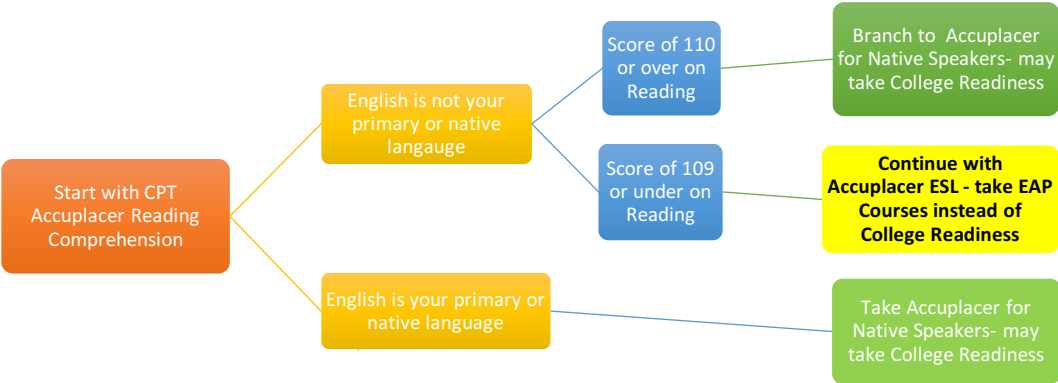 Start with CPT
Accuplacer Reading
Comprehension
English is not your
primary or native
langauge
Score of 110
or over on
Reading
Branch to  Accuplacer
for Native Speakers- may
take College Readiness
Score of 109
or under on
Reading
Continue with
Accuplacer ESL - take EAP
Courses instead of
College Readiness
English is your primary or
native language
Take Accuplacer for
Native Speakers- may
take College Readiness